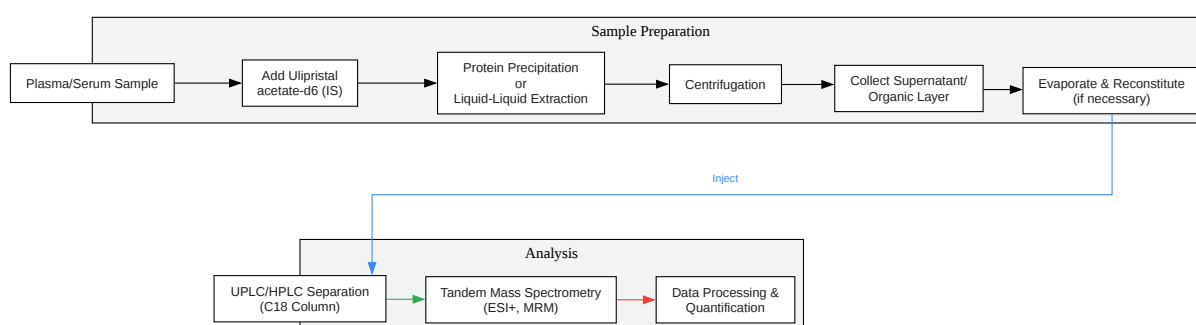 Sample Preparation
Plasma/Serum Sample
Add Ulipristal
acetate-d6 (IS)
Protein Precipitation
or
Liquid-Liquid Extraction
Centrifugation
Collect Supernatant/
Organic Layer
Evaporate & Reconstitute
(if necessary)
Inject
Analysis
UPLC/HPLC Separation
(C18 Column)
Tandem Mass Spectrometry
(ESI+, MRM)
Data Processing &
Quantification